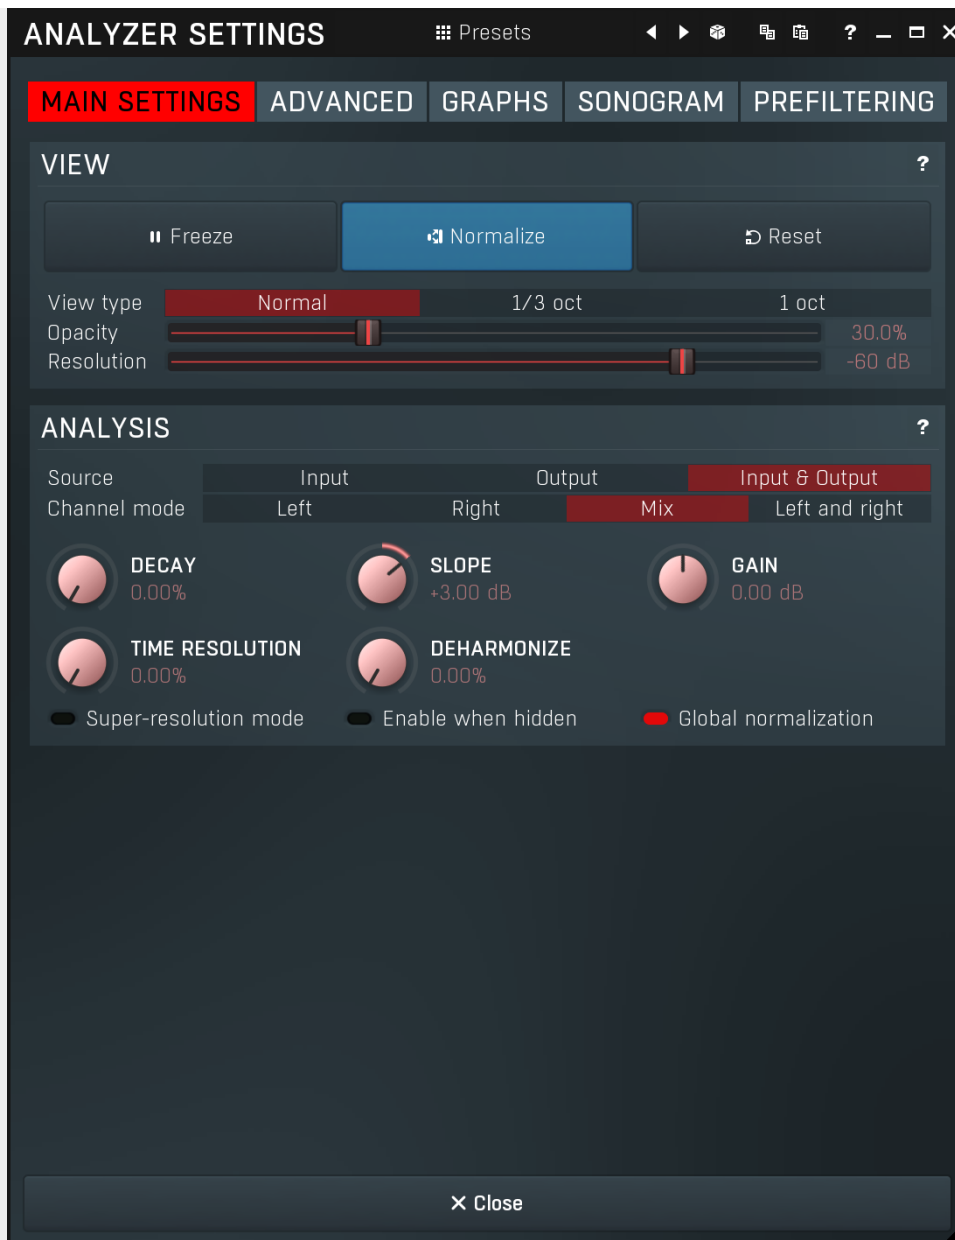 ANALYZER SETTINGS Presets ?
MAIN SETTINGS ADVANCED GRAPHS SONOGRAM PREFILTERING
VIEW ?
Freeze Normalize Reset
View type Normal 1/3 oct 1 oct
Opacity 30.0%
Resolution -60 dB
ANALYSIS ?
Source Input Output Input & Output
Channel mode Left Right Mix Left and right
DECAY SLOPE GAIN
0.00% +3.00 dB 0.00 dB
TIME RESOLUTION DEHARMONIZE
0.00% 0.00%
Super-resolution mode Enable when hidden Global normalization
Close